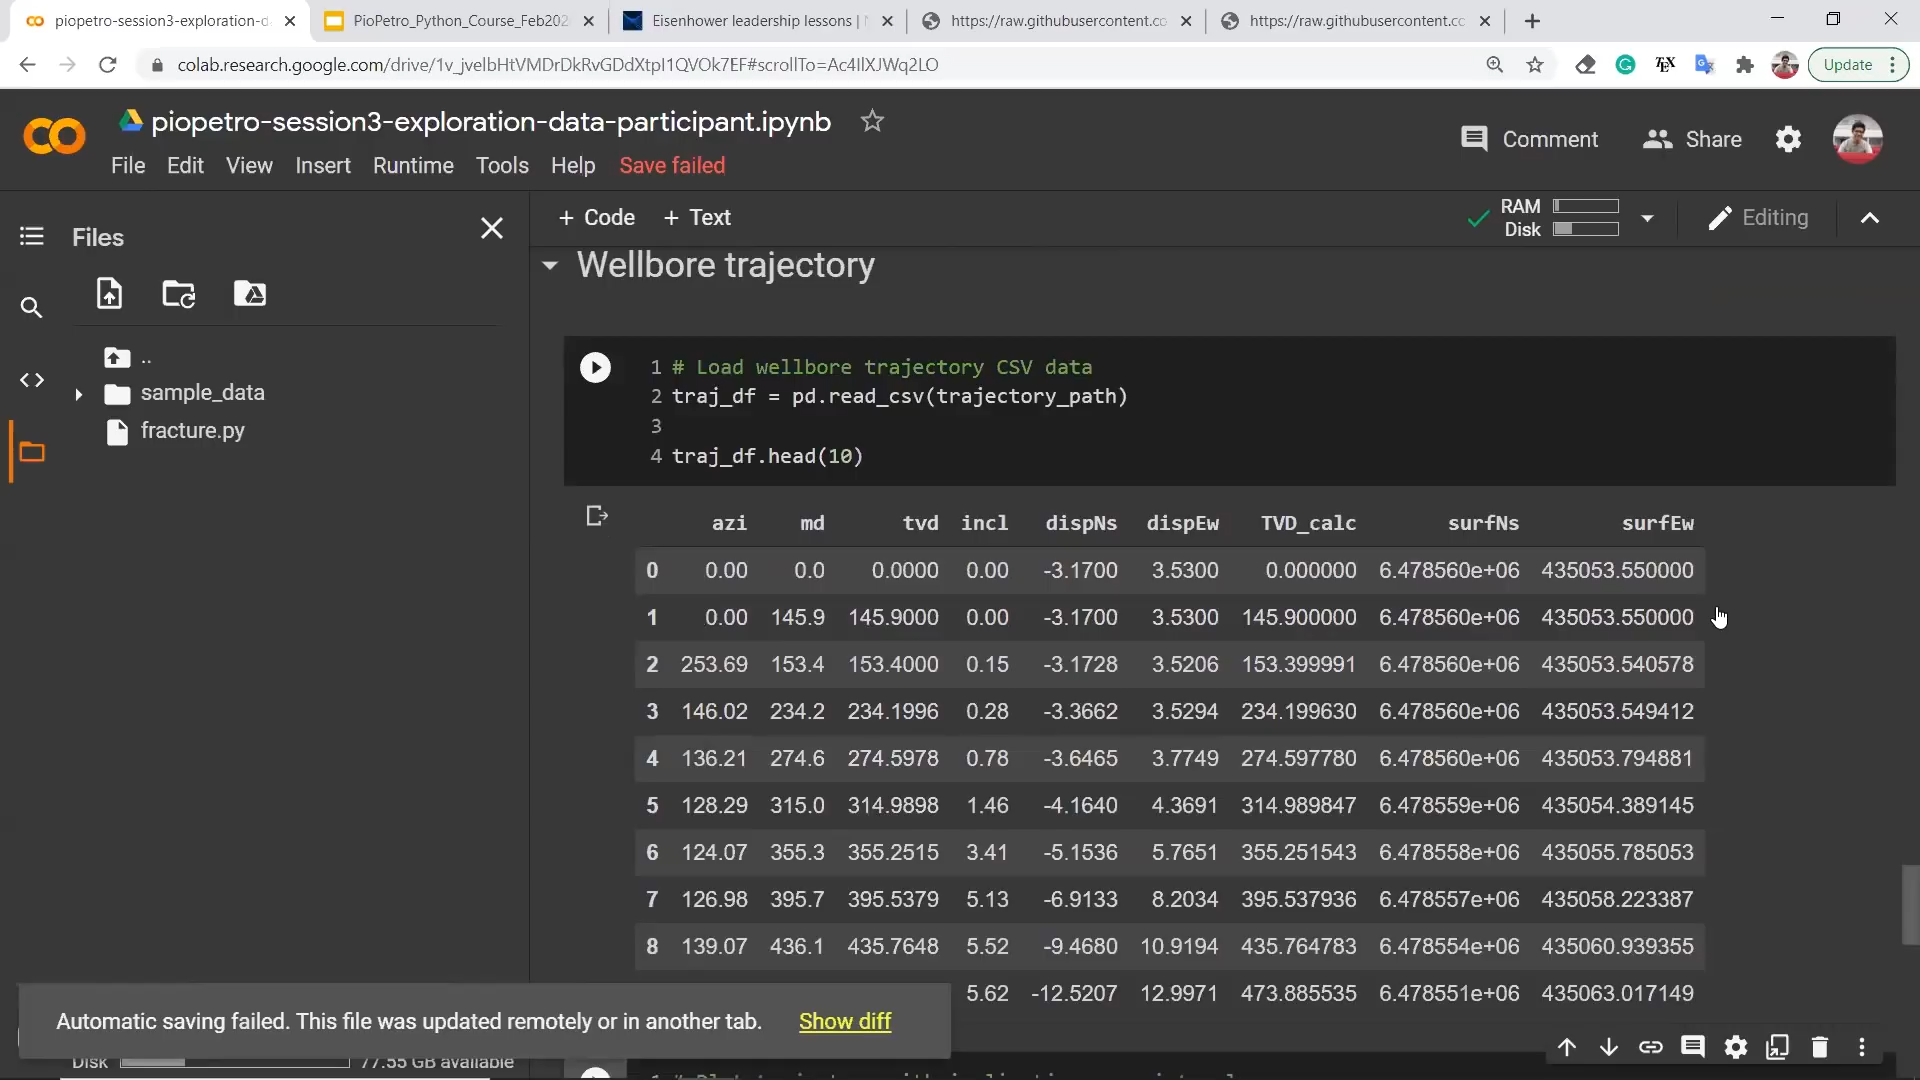 piopetro-session3-exploration-da
PioPetro_Python_Course_Feb202
Eisenhower leadership lessons |
https://raw.githubusercontent.co
https://raw.githubusercontent.co
colab.research.google.com/drive/1v_jvelbHtVMDrDkRvGDdXtpI1QVOk7EF#scrollTo=Ac4IlXJWq2LO
Update
piopetro-session3-exploration-data-participant.ipynb
Comment
Share
File Edit View Insert Runtime Tools Help Save failed
Files
+ Code + Text
RAM
Disk
Editing
Wellbore trajectory
..
sample_data
fracture.py
1 # Load wellbore trajectory CSV data
2 traj_df = pd.read_csv(trajectory_path)
3
4 traj_df.head(10)
azi md tvd incl dispNs dispEw TVD_calc surfNs surfEw
0 0.00 0.0 0.0000 0.00 -3.1700 3.5300 0.000000 6.478560e+06 435053.550000
1 0.00 145.9 145.9000 0.00 -3.1700 3.5300 145.900000 6.478560e+06 435053.550000
2 253.69 153.4 153.4000 0.15 -3.1728 3.5206 153.399991 6.478560e+06 435053.540578
3 146.02 234.2 234.1996 0.28 -3.3662 3.5294 234.199630 6.478560e+06 435053.549412
4 136.21 274.6 274.5978 0.78 -3.6465 3.7749 274.597780 6.478560e+06 435053.794881
5 128.29 315.0 314.9898 1.46 -4.1640 4.3691 314.989847 6.478559e+06 435054.389145
6 124.07 355.3 355.2515 3.41 -5.1536 5.7651 355.251543 6.478558e+06 435055.785053
7 126.98 395.7 395.5379 5.13 -6.9133 8.2034 395.537936 6.478557e+06 435058.223387
8 139.07 436.1 435.7648 5.52 -9.4680 10.9194 435.764783 6.478554e+06 435060.939355
5.62 -12.5207 12.9971 473.885535 6.478551e+06 435063.017149
Automatic saving failed. This file was updated remotely or in another tab. Show diff
Disk 77.55 GB available